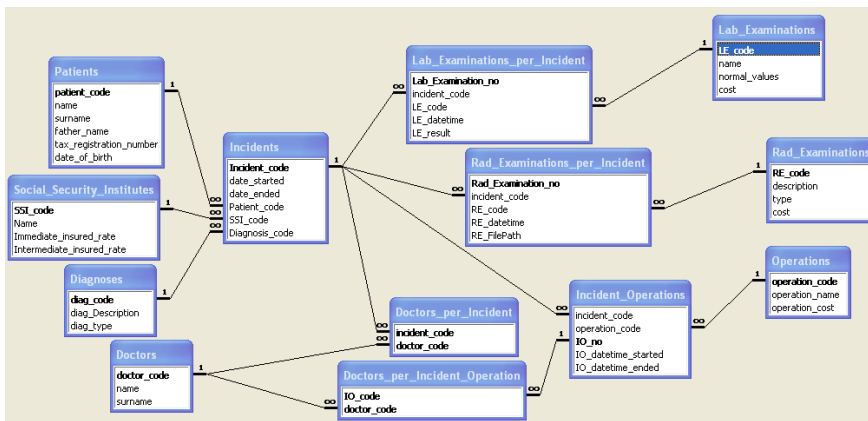 Patients
patient_code
name
surname
father_name
tax_registration_number
date_of_birth
Social_Security_Institutes
SSI_code
Name
Immediate_insured_rate
Intermediate_insured_rate
Diagnoses
diag_code
diag_Description
diag_type
Doctors
doctor_code
name
surname
Incidents
Incident_code
date_started
date_ended
Patient_code
SSI_code
Diagnosis_code
Lab_Examinations_per_Incident
Lab_Examination_no
incident_code
LE_code
LE_datetime
LE_result
Rad_Examinations_per_Incident
Rad_Examination_no
incident_code
RE_code
RE_datetime
RE_FilePath
Doctors_per_Incident
incident_code
doctor_code
Doctors_per_Incident_Operation
IO_code
doctor_code
Incident_Operations
incident_code
operation_code
IO_no
IO_datetime_started
IO_datetime_ended
Lab_Examinations
LE_code
name
normal_values
cost
Rad_Examinations
RE_code
description
type
cost
Operations
operation_code
operation_name
operation_cost
1
∞
1
∞
1
∞
1
∞
∞
1
∞
∞
∞
∞
1
∞
1
∞
1
∞
1
∞